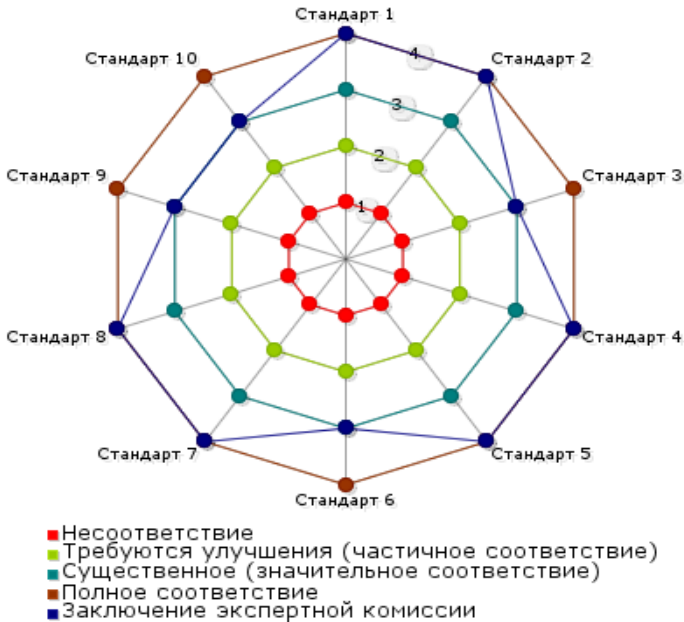 Стандарт 1
Стандарт 10
4
Стандарт 2
3
2
Стандарт 9
Стандарт 3
1
Стандарт 8
Стандарт 4
Стандарт 7
Стандарт 5
Стандарт 6
Несоответствие
Требуются улучшения (частичное соответствие)
Существенное (значительное соответствие)
Полное соответствие
Заключение экспертной комиссии